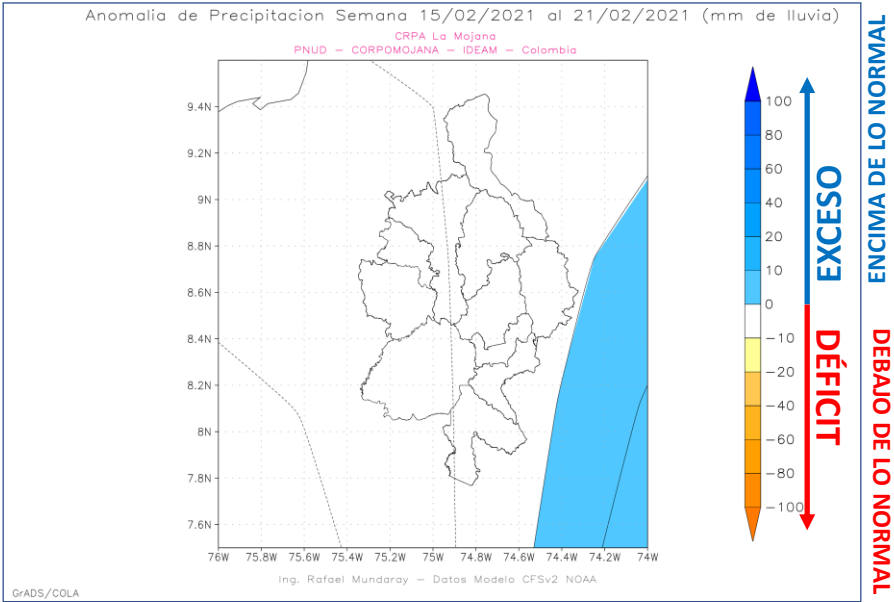 Anomalia de Precipitacion Semana 15/02/2021 al 21/02/2021 (mm de lluvia)
CRPA La Mojana
PNUD – CORPOMOJANA – IDEAM – Colombia
9.4N
9.2N
9N
8.8N
8.6N
8.4N
8.2N
8N
7.8N
7.6N
76W 75.8W 75.6W 75.4W 75.2W 75W 74.8W 74.6W 74.4W 74.2W 74W
Ing. Rafael Mundaray – Datos Modelo CFSv2 NOAA
GrADS/COLA
100
80
60
40
20
10
0
-10
-20
-40
-60
-80
-100
EXCESO
DÉFICIT
ENCIMA DE LO NORMAL
DEBAJO DE LO NORMAL